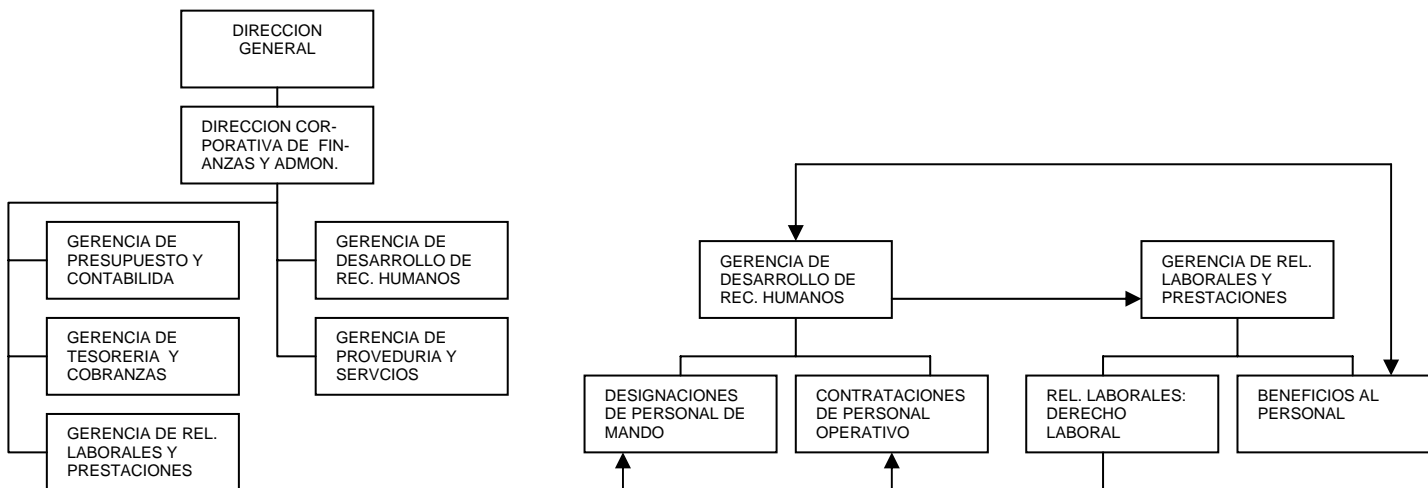 DIRECCION
GENERAL
DIRECCION COR-
PORATIVA DE FIN-
ANZAS Y ADMON.
GERENCIA DE
PRESUPUESTO Y
CONTABILIDA
GERENCIA DE
DESARROLLO DE
REC. HUMANOS
GERENCIA DE
TESORERIA Y
COBRANZAS
GERENCIA DE
PROVEDURIA Y
SERVCIOS
GERENCIA DE REL.
LABORALES Y
PRESTACIONES
GERENCIA DE
DESARROLLO DE
REC. HUMANOS
GERENCIA DE REL.
LABORALES Y
PRESTACIONES
DESIGNACIONES
DE PERSONAL DE
MANDO
CONTRATACIONES
DE PERSONAL
OPERATIVO
REL. LABORALES:
DERECHO
LABORAL
BENEFICIOS AL
PERSONAL